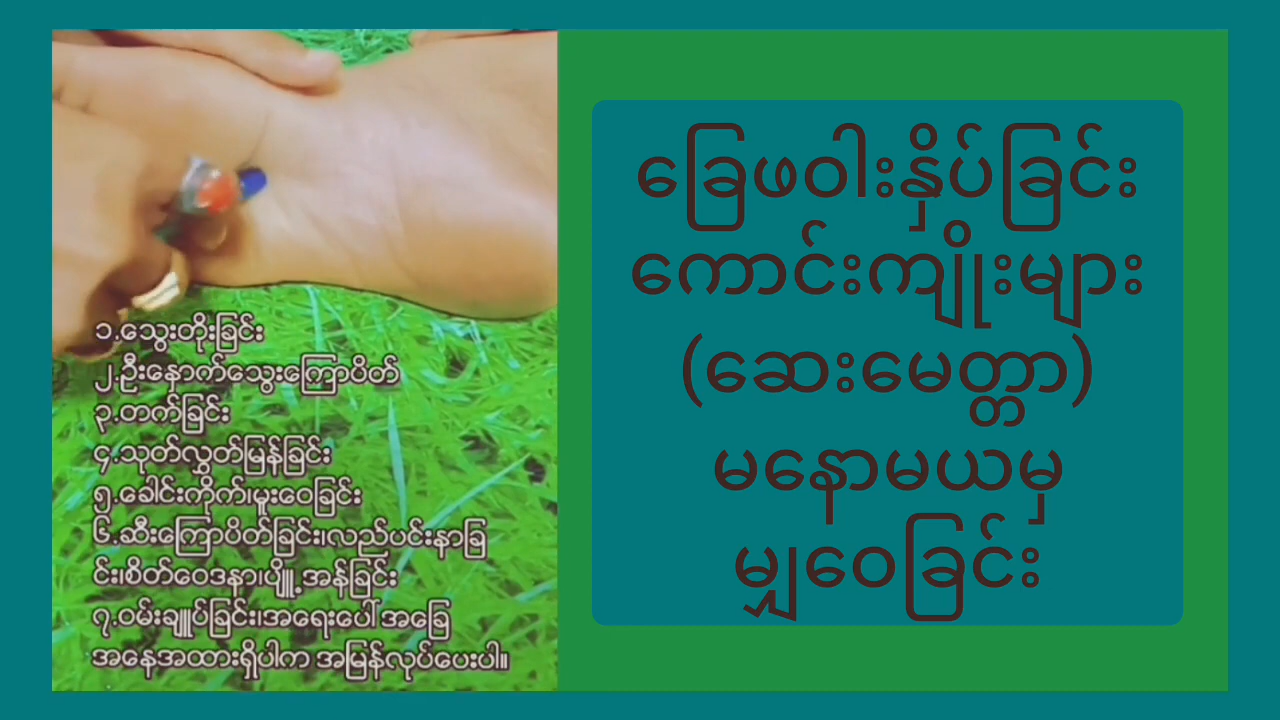 ၁.သွေးတိုးခြင်း
၂.ဦးနှောက်သွေးကြောပိတ်
၃.တက်ခြင်း
၄.သုတ်လွှတ်မြန်ခြင်း
၅.ခေါင်းကိုက်၊မူးဝေခြင်း
၆.ဆီးကြောပိတ်ခြင်း၊လည်ပင်းနာခြ
င်း၊စိတ်ဝေဒနာ၊ပျို့အန်ခြင်း
၇.ဝမ်းချူပ်ခြင်း၊အရေးပေါ် အခြေ
အနေအထားရှိပါက အမြန်လုပ်ပေးပါ။
ခြေဖဝါးနှိပ်ခြင်း
ကောင်းကျိုးများ
(ဆေးမေတ္တာ)
မနောမယမှ
မျှဝေခြင်း